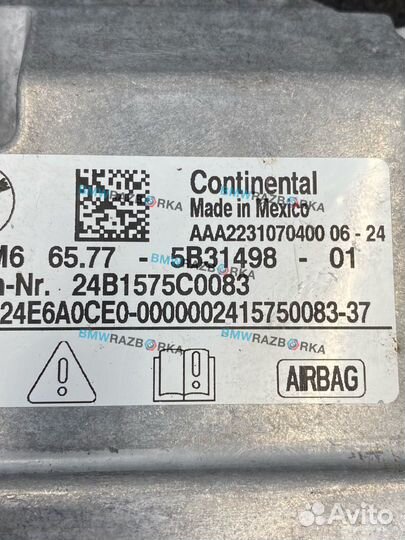 Continental
Made in Mexico
AAA2231070400 06 - 24
BMWRAZBORKA
M6 65.77 - 5B31498 - 01
BMWRAZBORKA
n-Nr. 24B1575C0083
24E6A0CE0-0000002415750083-37
BMWRAZBORKA
AIRBAG
Avito